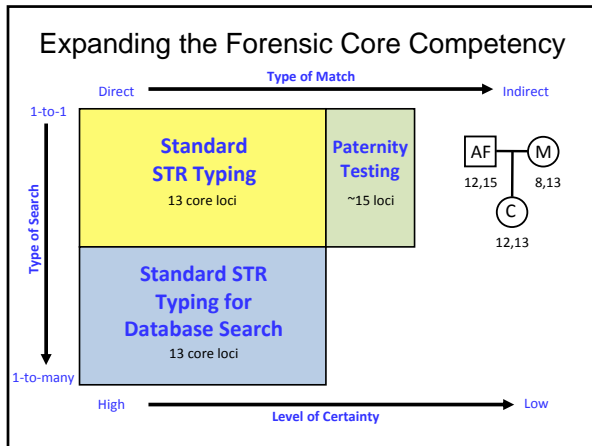 Expanding the Forensic Core Competency
Type of Match
Direct
Indirect
1-to-1
Type of Search
1-to-many
Standard
STR Typing
13 core loci
Paternity
Testing
~15 loci
AF
M
12,15
8,13
C
12,13
Standard STR
Typing for
Database Search
13 core loci
High
Low
Level of Certainty